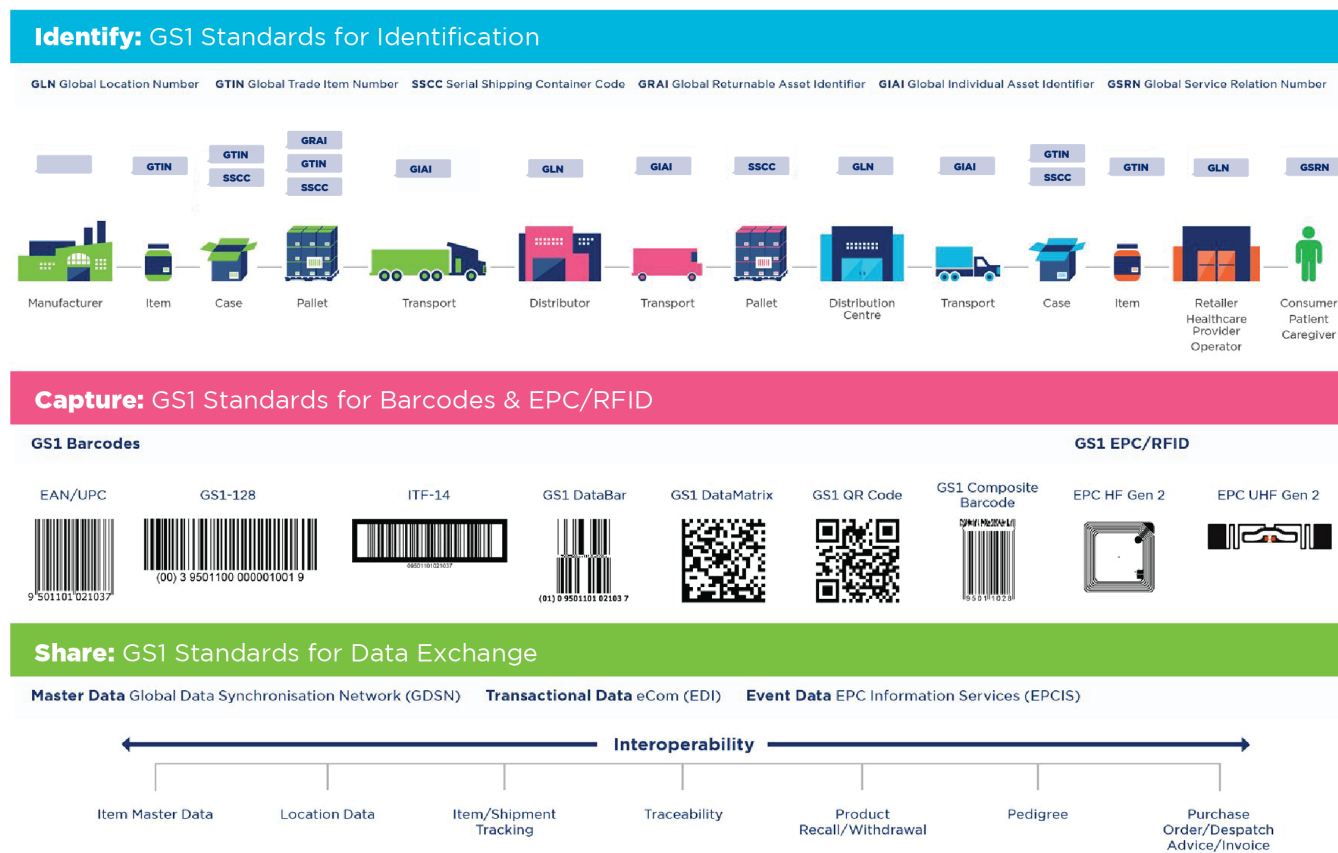 Identify: GS1 Standards for Identification
GLN Global Location Number GTIN Global Trade Item Number SSCC Serial Shipping Container Code GRAI Global Returnable Asset Identifier GIAI Global Individual Asset Identifier GSRN Global Service Relation Number
GTIN
GTIN
SSCC
GRAI
GTIN
SSCC
GIAI
GLN
GIAI
SSCC
GLN
GIAI
GTIN
SSCC
GTIN
GLN
GSRN
Manufacturer
Item
Case
Pallet
Transport
Distributor
Transport
Pallet
Distribution
Centre
Transport
Case
Item
Retailer
Healthcare
Provider
Operator
Consumer
Patient
Caregiver
Capture: GS1 Standards for Barcodes & EPC/RFID
GS1 Barcodes
GS1 EPC/RFID
EAN/UPC
9 501101 021037
GS1-128
(00) 3 9501100 000001001 9
ITF-14
09501101021037
GS1 DataBar
(01) 0 9501101 02103 7
GS1 DataMatrix
GS1 QR Code
GS1 Composite
Barcode
9501 1028
EPC HF Gen 2
EPC UHF Gen 2
Share: GS1 Standards for Data Exchange
Master Data Global Data Synchronisation Network (GDSN) Transactional Data eCom (EDI) Event Data EPC Information Services (EPCIS)
Interoperability
Item Master Data
Location Data
Item/Shipment
Tracking
Traceability
Product
Recall/Withdrawal
Pedigree
Purchase
Order/Despatch
Advice/Invoice